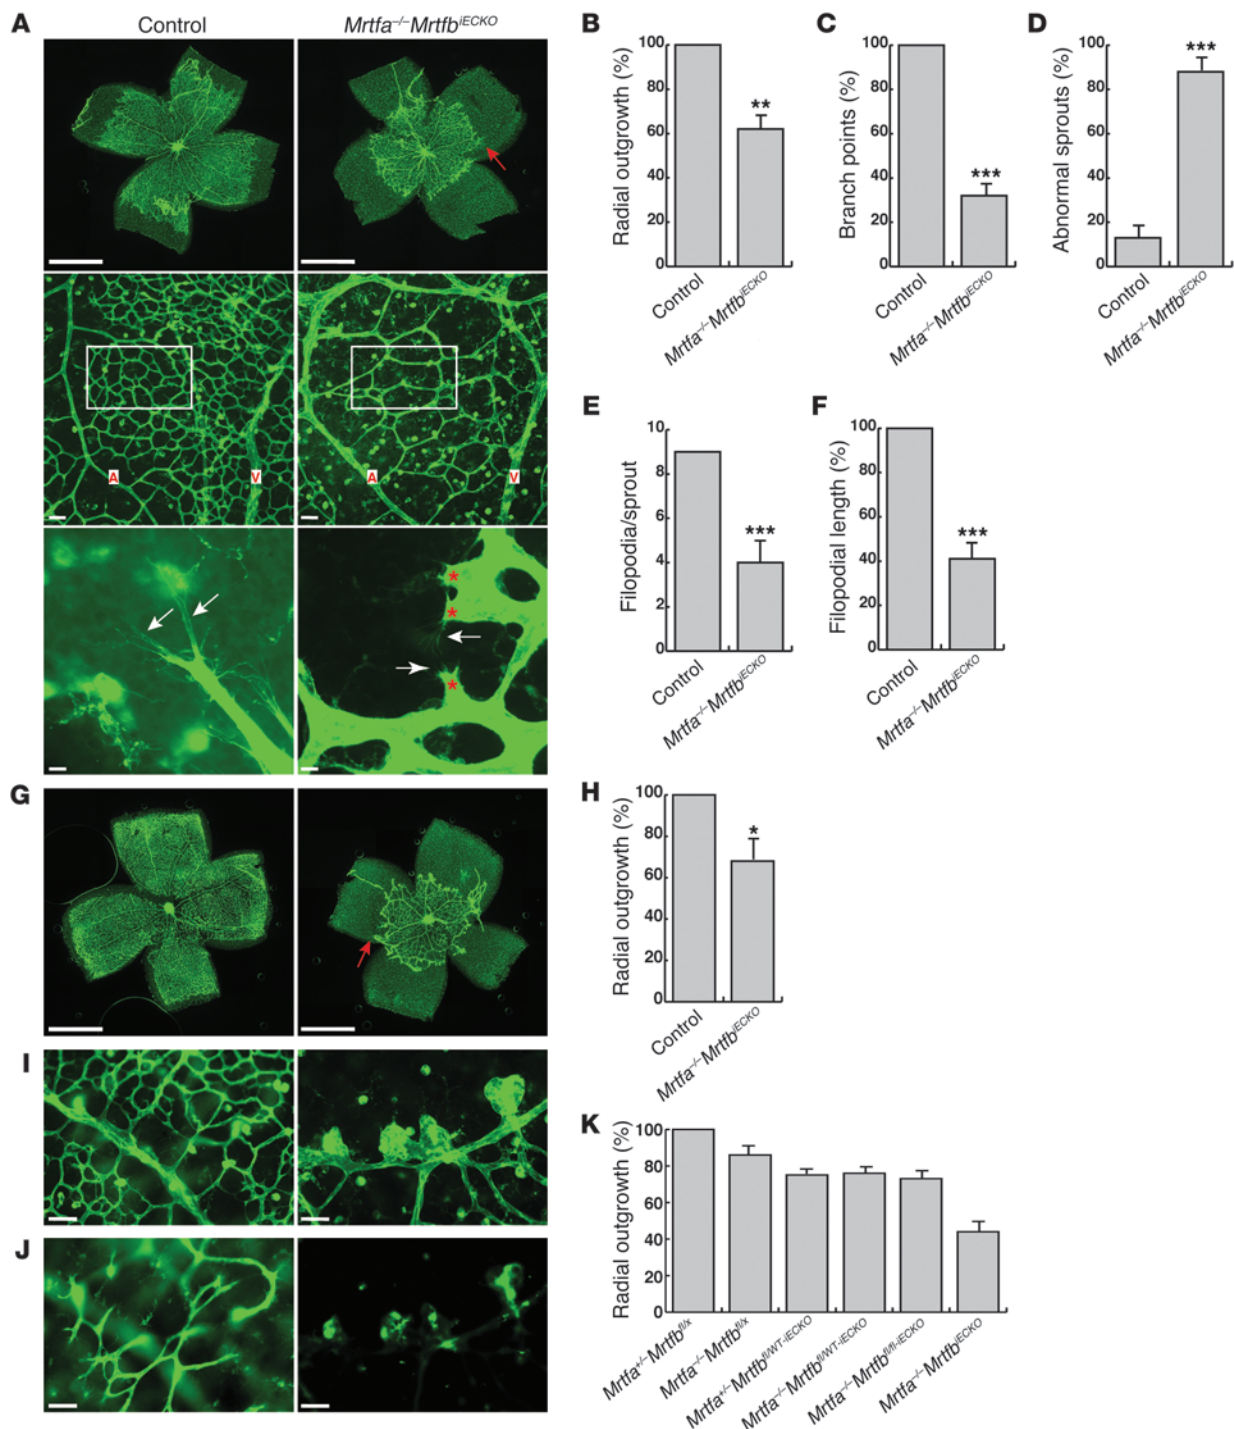 A
Control
Mrtfa–/–MrtfbiECKO
A
V
A
V
*
*
*
B
Radial outgrowth (%)
100
80
60
40
20
0
**
Control
Mrtfa–/–MrtfbiECKO
C
Branch points (%)
100
80
60
40
20
0
***
Control
Mrtfa–/–MrtfbiECKO
D
Abnormal sprouts (%)
100
80
60
40
20
0
***
Control
Mrtfa–/–MrtfbiECKO
E
Filopodia/sprout
10
8
6
4
2
0
***
Control
Mrtfa–/–MrtfbiECKO
F
Filopodial length (%)
100
80
60
40
20
0
***
Control
Mrtfa–/–MrtfbiECKO
G
H
Radial outgrowth (%)
100
80
60
40
20
0
*
Control
Mrtfa–/–MrtfbiECKO
I
J
K
Radial outgrowth (%)
100
80
60
40
20
0
Mrtfa+/–Mrtfbfl/x
Mrtfa–/–Mrtfbfl/x
Mrtfa+/–Mrtfbfl/WT-iECKO
Mrtfa–/–Mrtfbfl/WT-iECKO
Mrtfa–/–Mrtfbfl/fl-iECKO
Mrtfa–/–MrtfbiECKO